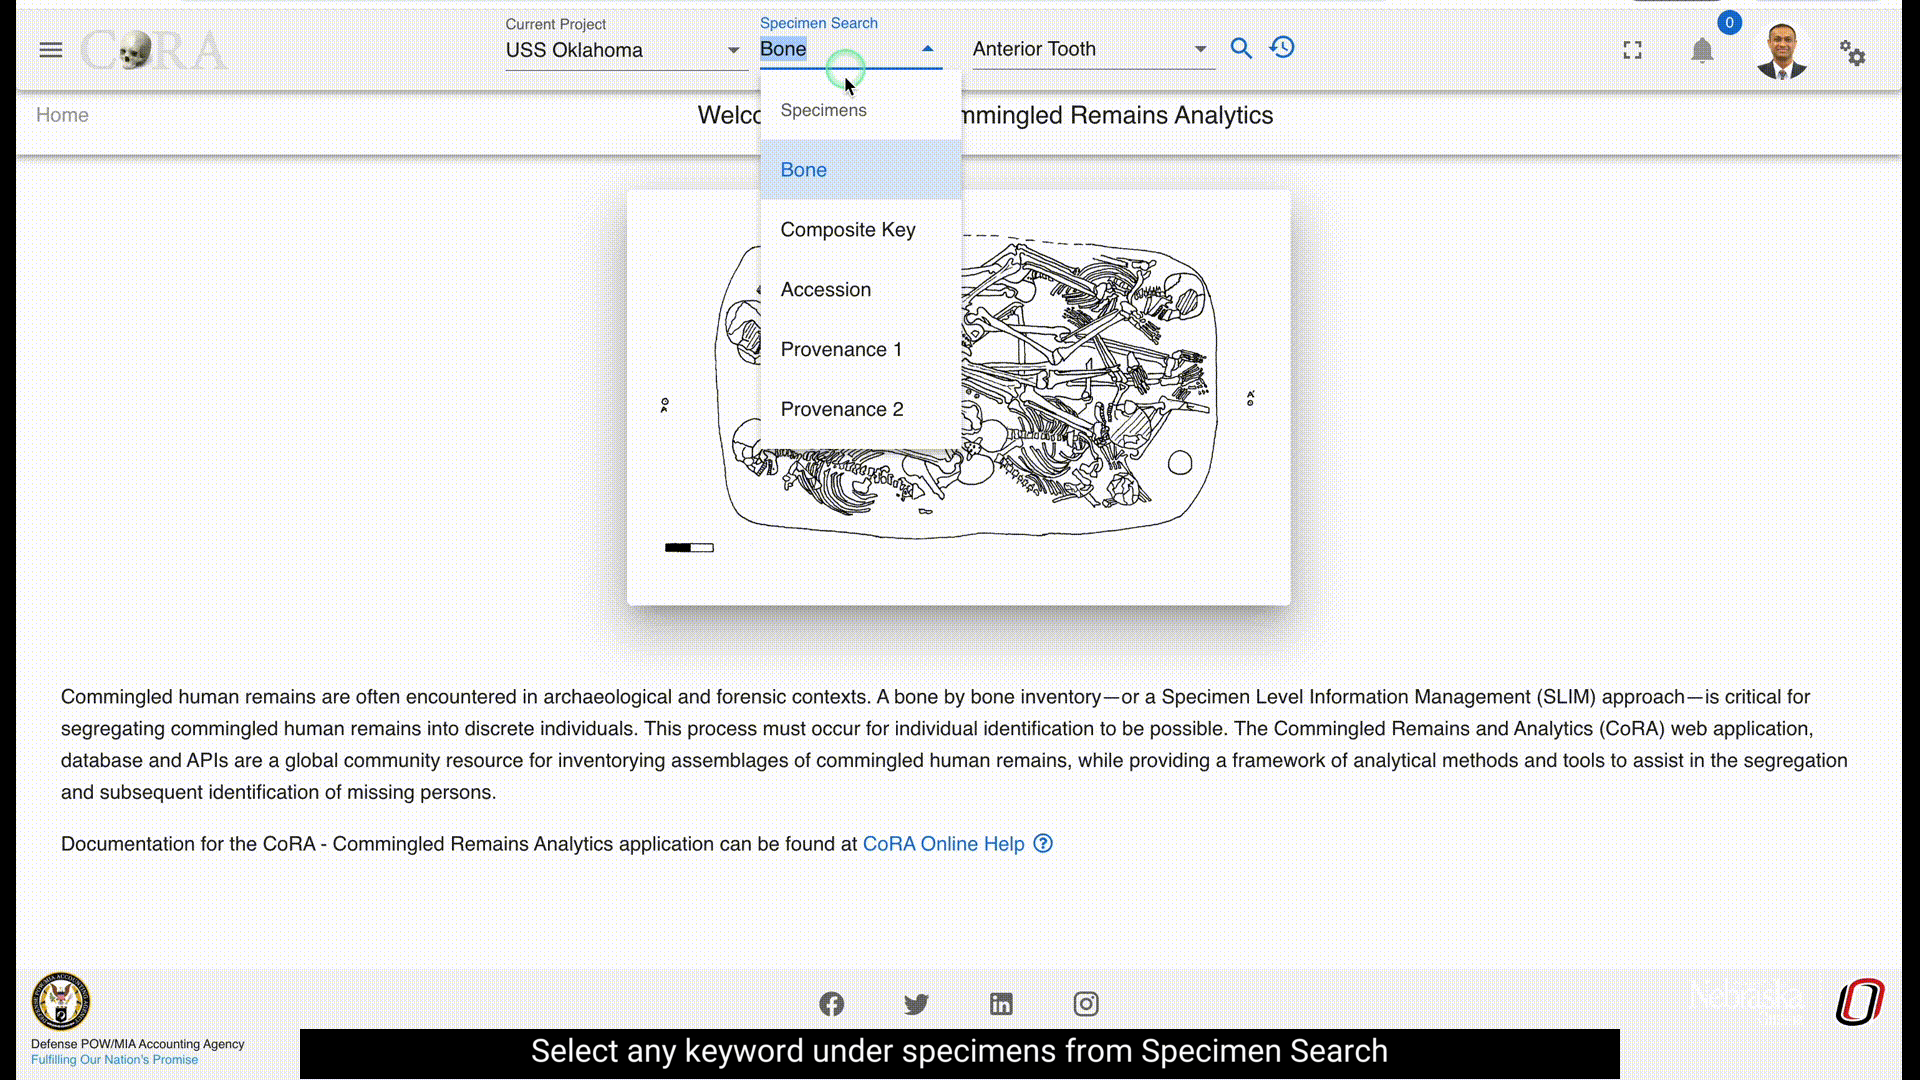 Current Project
Specimen Search
CoRA
USS Oklahoma
Bone
Anterior Tooth
0
Home
Specimens
Bone
Composite Key
Accession
Provenance 1
Provenance 2
Commingled human remains are often encountered in archaeological and forensic contexts. A bone by bone inventory—or a Specimen Level Information Management (SLIM) approach—is critical for
segregating commingled human remains into discrete individuals. This process must occur for individual identification to be possible. The Commingled Remains and Analytics (CoRA) web application,
database and APIs are a global community resource for inventorying assemblages of commingled human remains, while providing a framework of analytical methods and tools to assist in the segregation
and subsequent identification of missing persons.
Documentation for the CoRA - Commingled Remains Analytics application can be found at CoRA Online Help
Nebraska
Defense POW/MIA Accounting Agency
Fulfilling Our Nation's Promise
Select any keyword under specimens from Specimen Search